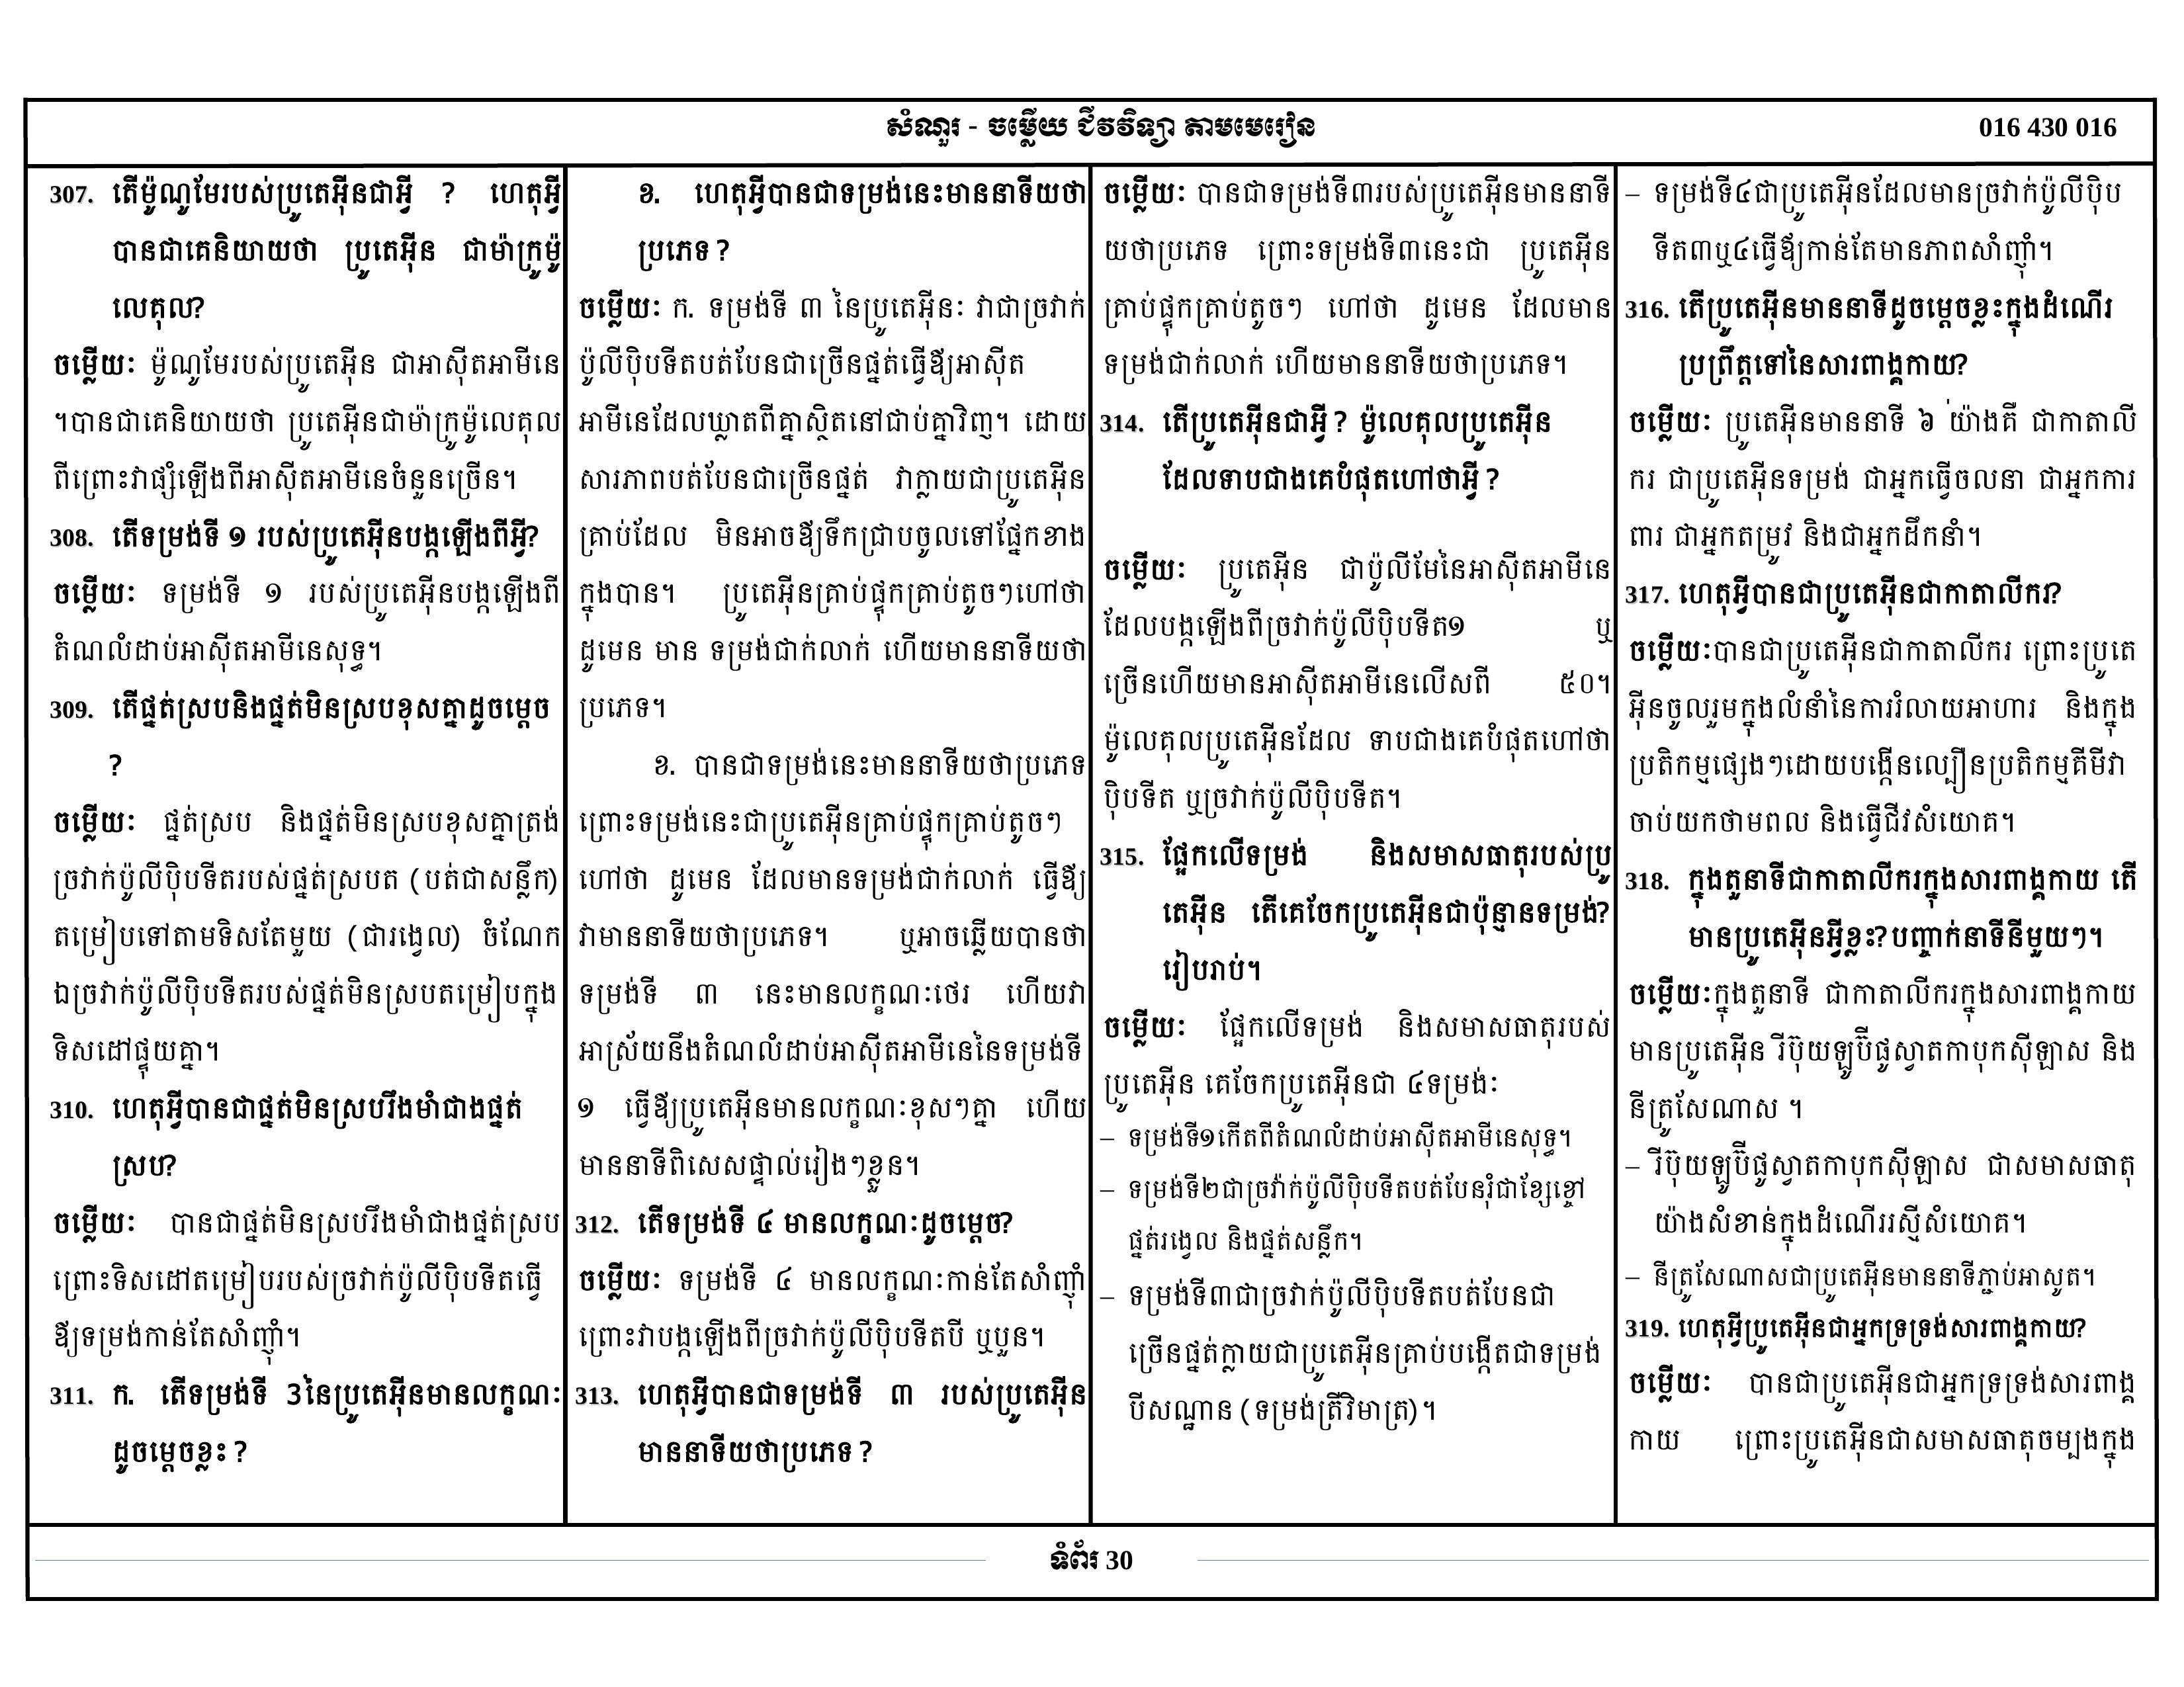 សំណួរ - ចម្លើយ ជីវវិទ្យា តាមមេរៀន
016 430 016
307. តើម៉ូណូមែរបស់ប្រូតេអ៊ីនជាអ្វី ? ហេតុអ្វី
បានជាគេនិយាយថា ប្រូតេអ៊ីន ជាម៉ាក្រូម៉ូ
លេគុល?
ចម្លើយ: ម៉ូណូមែរបស់ប្រូតេអ៊ីន ជាអាស៊ីតអាមីនេ
។បានជាគេនិយាយថា ប្រូតេអ៊ីនជាម៉ាក្រូម៉ូលេគុល
ពីព្រោះវាផ្សំឡើងពីអាស៊ីតអាមីនេចំនួនច្រើន។
308. តើទម្រង់ទី ១ របស់ប្រូតេអ៊ីនបង្កឡើងពីអ្វី?
ចម្លើយ: ទម្រង់ទី ១ របស់ប្រូតេអ៊ីនបង្កឡើងពី
តំណលំដាប់អាស៊ីតអាមីនេសុទ្ធ។
309. តើផ្នត់ស្របនិងផ្នត់មិនស្របខុសគ្នាដូចម្ដេច
?
ចម្លើយ: ផ្នត់ស្រប និងផ្នត់មិនស្របខុសគ្នាត្រង់
ច្រវាក់ប៉ូលីប៉ិបទីតរបស់ផ្នត់ស្របត (បត់ជាសន្លឹក)
តម្រៀបទៅតាមទិសតែមួយ (ជារង្វេល) ចំណែក
ឯច្រវាក់ប៉ូលីប៉ិបទីតរបស់ផ្នត់មិនស្របតម្រៀបក្នុង
ទិសដៅផ្ទុយគ្នា។
310. ហេតុអ្វីបានជាផ្នត់មិនស្របរឹងមាំជាងផ្នត់
ស្រប?
ចម្លើយ: បានជាផ្នត់មិនស្របរឹងមាំជាងផ្នត់ស្រប
ព្រោះទិសដៅតម្រៀបរបស់ច្រវាក់ប៉ូលីប៉ិបទីតធ្វើ
ឱ្យទម្រង់កាន់តែសាំញ៉ាំ។
311. ក. តើទម្រង់ទី 3នៃប្រូតេអ៊ីនមានលក្ខណៈ
ដូចម្ដេចខ្លះ ?
ខ. ហេតុអ្វីបានជាទម្រង់នេះមាននាទីយថា
ប្រភេទ ?
ចម្លើយ: ក. ទម្រង់ទី ៣ នៃប្រូតេអ៊ីន: វាជាច្រវាក់
ប៉ូលីប៉ិបទីតបត់បែនជាច្រើនផ្នត់ធ្វើឱ្យអាស៊ីត
អាមីនេដែលឃ្លាតពីគ្នាស្ថិតនៅជាប់គ្នាវិញ។ ដោយ
សារភាពបត់បែនជាច្រើនផ្នត់ វាក្លាយជាប្រូតេអ៊ីន
គ្រាប់ដែល មិនអាចឱ្យទឹកជ្រាបចូលទៅផ្នែកខាង
ក្នុងបាន។ ប្រូតេអ៊ីនគ្រាប់ផ្ទុកគ្រាប់តូចៗហៅថា
ដូមេន មាន ទម្រង់ជាក់លាក់ ហើយមាននាទីយថា
ប្រភេទ។
ខ. បានជាទម្រង់នេះមាននាទីយថាប្រភេទ
ព្រោះទម្រង់នេះជាប្រូតេអ៊ីនគ្រាប់ផ្ទុកគ្រាប់តូចៗ
ហៅថា ដូមេន ដែលមានទម្រង់ជាក់លាក់ ធ្វើឱ្យ
វាមាននាទីយថាប្រភេទ។ ឬអាចឆ្លើយបានថា
ទម្រង់ទី ៣ នេះមានលក្ខណៈថេរ ហើយវា
អាស្រ័យនឹងតំណលំដាប់អាស៊ីតអាមីនេនៃទម្រង់ទី
១ ធ្វើឱ្យប្រូតេអ៊ីនមានលក្ខណៈខុសៗគ្នា ហើយ
មាននាទីពិសេសផ្ទាល់រៀងៗខ្លួន។
312. តើទម្រង់ទី ៤ មានលក្ខណៈដូចម្ដេច?
ចម្លើយ: ទម្រង់ទី ៤ មានលក្ខណៈកាន់តែសាំញ៉ាំ
ព្រោះវាបង្កឡើងពីច្រវាក់ប៉ូលីប៉ិបទីតបី ឬបួន។
313. ហេតុអ្វីបានជាទម្រង់ទី ៣ របស់ប្រូតេអ៊ីន
មាននាទីយថាប្រភេទ ?
ចម្លើយ: បានជាទម្រង់ទី៣របស់ប្រូតេអ៊ីនមាននាទី
យថាប្រភេទ ព្រោះទម្រង់ទី៣នេះជា ប្រូតេអ៊ីន
គ្រាប់ផ្ទុកគ្រាប់តូចៗ ហៅថា ដូមេន ដែលមាន
ទម្រង់ជាក់លាក់ ហើយមាននាទីយថាប្រភេទ។
314. តើប្រូតេអ៊ីនជាអ្វី ? ម៉ូលេគុលប្រូតេអ៊ីន
ដែលទាបជាងគេបំផុតហៅថាអ្វី ?
ចម្លើយ: ប្រូតេអ៊ីន ជាប៉ូលីមែនៃអាស៊ីតអាមីនេ
ដែលបង្កឡើងពីច្រវាក់ប៉ូលីប៉ិបទីត១ ឬ
ច្រើនហើយមានអាស៊ីតអាមីនេលើសពី ៥០។
ម៉ូលេគុលប្រូតេអ៊ីនដែល ទាបជាងគេបំផុតហៅថា
ប៉ិបទីត ឬច្រវាក់ប៉ូលីប៉ិបទីត។
315. ផ្អែកលើទម្រង់ និងសមាសធាតុរបស់ប្រូ
តេអ៊ីន តើគេចែកប្រូតេអ៊ីនជាប៉ុន្មានទម្រង់?
រៀបរាប់។
ចម្លើយ: ផ្អែកលើទម្រង់ និងសមាសធាតុរបស់
ប្រូតេអ៊ីន គេចែកប្រូតេអ៊ីនជា ៤ទម្រង់:
– ទម្រង់ទី១កើតពីតំណលំដាប់អាស៊ីតអាមីនេសុទ្ធ។
– ទម្រង់ទី២ជាច្រវ៉ាក់ប៉ូលីប៉ិបទីតបត់បែនរុំជាខ្សែខ្ចៅ
ផ្នត់រង្វេល និងផ្នត់សន្លឹក។
– ទម្រង់ទី៣ជាច្រវាក់ប៉ូលីប៉ិបទីតបត់បែនជា
ច្រើនផ្នត់ក្លាយជាប្រូតេអ៊ីនគ្រាប់បង្កើតជាទម្រង់
បីសណ្ឋាន (ទម្រង់ត្រីវិមាត្រ)។
– ទម្រង់ទី៤ជាប្រូតេអ៊ីនដែលមានច្រវាក់ប៉ូលីប៉ិប
ទីត៣ឬ៤ធ្វើឱ្យកាន់តែមានភាពសាំញ៉ាំ។
316. តើប្រូតេអ៊ីនមាននាទីដូចម្ដេចខ្លះក្នុងដំណើរ
ប្រព្រឹត្តទៅនៃសារពាង្គកាយ?
ចម្លើយ: ប្រូតេអ៊ីនមាននាទី ៦ យ៉ាងគឺ ជាកាតាលី
ករ ជាប្រូតេអ៊ីនទម្រង់ ជាអ្នកធ្វើចលនា ជាអ្នកការ
ពារ ជាអ្នកតម្រូវ និងជាអ្នកដឹកនាំ។
317. ហេតុអ្វីបានជាប្រូតេអ៊ីនជាកាតាលីករ?
ចម្លើយ:បានជាប្រូតេអ៊ីនជាកាតាលីករ ព្រោះប្រូតេ
អ៊ីនចូលរួមក្នុងលំនាំនៃការរំលាយអាហារ និងក្នុង
ប្រតិកម្មផ្សេងៗដោយបង្កើនល្បឿនប្រតិកម្មគីមីវា
ចាប់យកថាមពល និងធ្វើជីវសំយោគ។
318. ក្នុងតួនាទីជាកាតាលីករក្នុងសារពាង្គកាយ តើ
មានប្រូតេអ៊ីនអ្វីខ្លះ?បញ្ជាក់នាទីនីមួយៗ។
ចម្លើយ:ក្នុងតួនាទី ជាកាតាលីករក្នុងសារពាង្គកាយ
មានប្រូតេអ៊ីន រីប៊ុយឡូប៊ីផូស្វាតកាបុកស៊ីឡាស និង
នីត្រូសែណាស ។
– រីប៊ុយឡូប៊ីផូស្វាតកាបុកស៊ីឡាស ជាសមាសធាតុ
យ៉ាងសំខាន់ក្នុងដំណើររស្មីសំយោគ។
– នីត្រូសែណាសជាប្រូតេអ៊ីនមាននាទីភ្ជាប់អាសូត។
319. ហេតុអ្វីប្រូតេអ៊ីនជាអ្នកទ្រទ្រង់សារពាង្គកាយ?
ចម្លើយ: បានជាប្រូតេអ៊ីនជាអ្នកទ្រទ្រង់សារពាង្គ
កាយ ព្រោះប្រូតេអ៊ីនជាសមាសធាតុចម្បងក្នុង
ទំព័រ 30